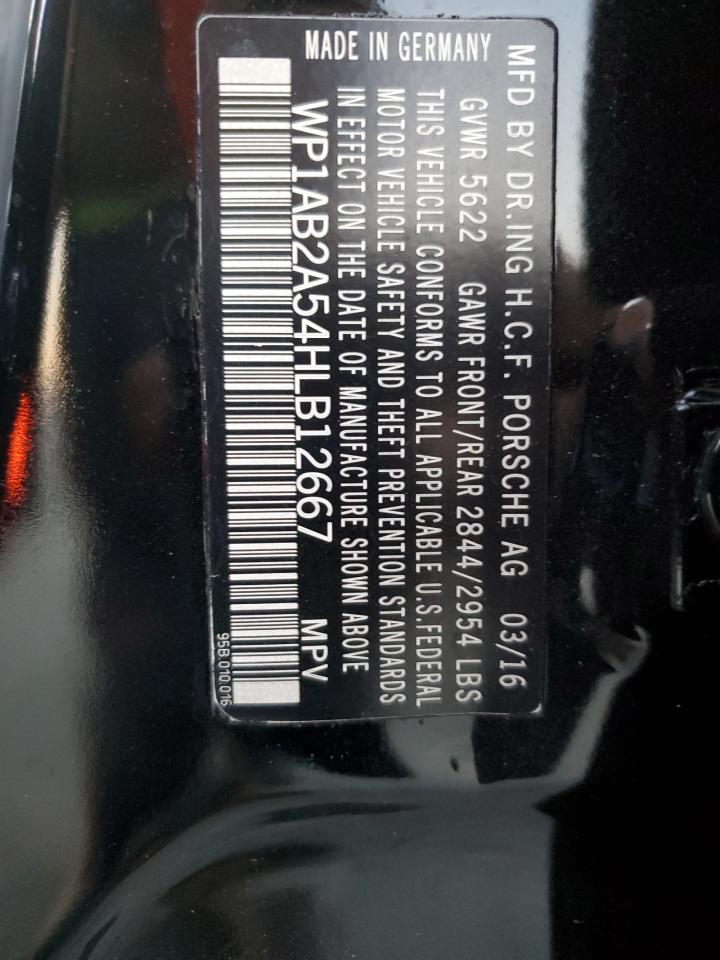 MFD BY DR.ING H.C.F. PORSCHE AG 03/16
GVWR 5622 GAWR FRONT/REAR 2844/2954 LBS
THIS VEHICLE CONFORMS TO ALL APPLICABLE U.S.FEDERAL
MOTOR VEHICLE SAFETY AND THEFT PREVENTION STANDARDS
IN EFFECT ON THE DATE OF MANUFACTURE SHOWN ABOVE
WP1AB2A54HLB12667 MPV
MADE IN GERMANY
95B.010.016